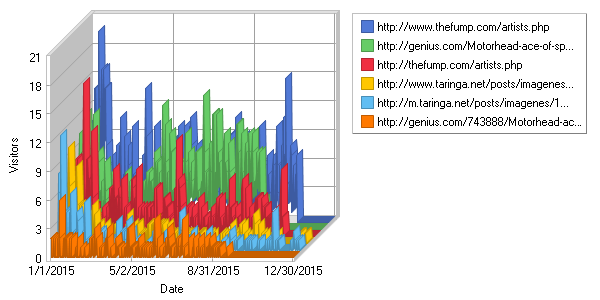 http://www.thefump.com/artists.php
http://genius.com/Motorhead-ace-of-sp...
http://thefump.com/artists.php
http://www.taringa.net/posts/imagenes...
http://m.taringa.net/posts/imagenes/1...
http://genius.com/743888/Motorhead-ac...
21
18
15
12
9
6
3
0
Visitors
1/1/2015 5/2/2015 8/31/2015 12/30/2015
Date